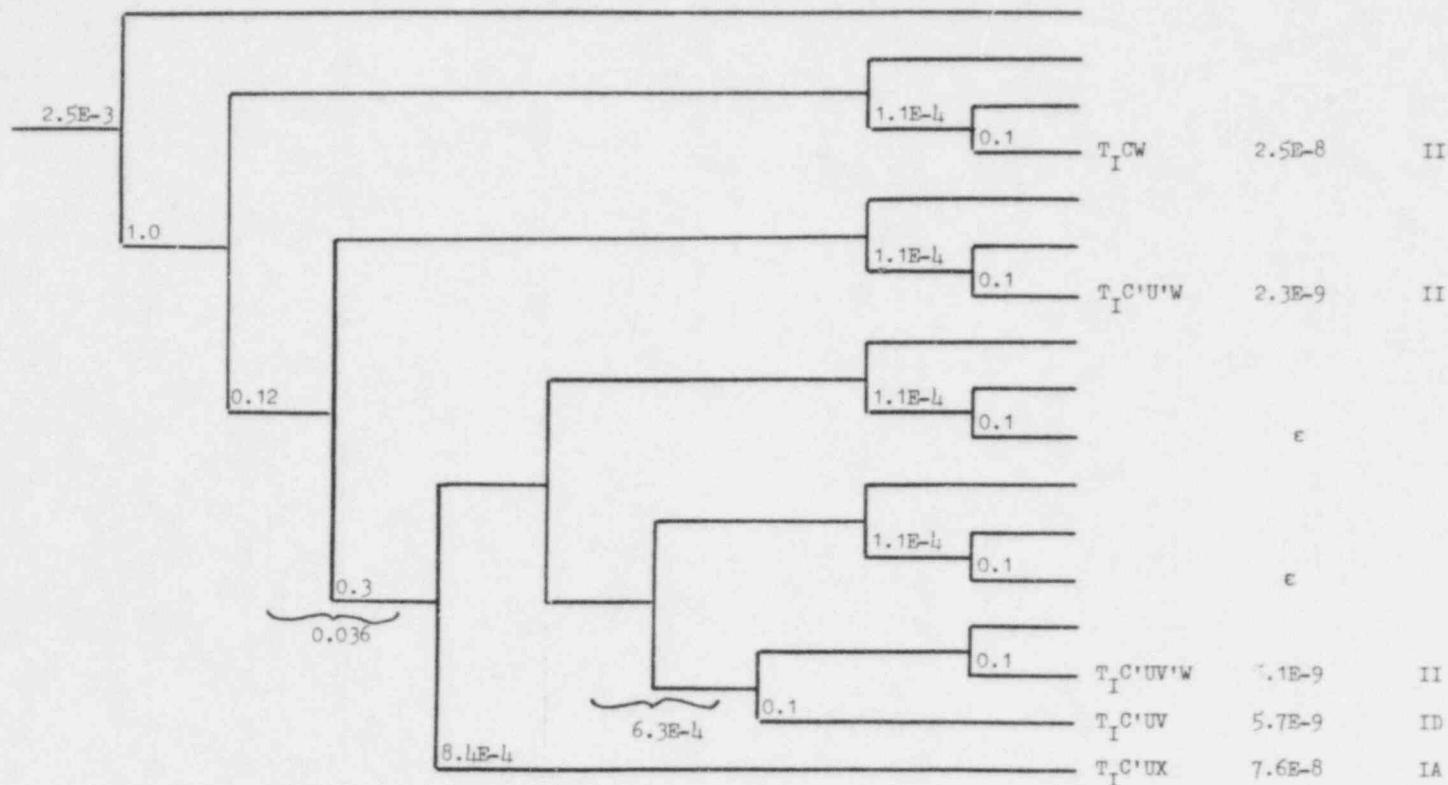 2.5E-3
1.1E-4
0.1
T_ICW 2.5E-8 II
1.0
1.1E-4
0.1
T_IC'U'W 2.3E-9 II
0.12
1.1E-4
0.1
ε
1.1E-4
0.1
ε
0.3
0.036
0.1
T_IC'UV'W .1E-9 II
6.3E-4
0.1
T_IC'UV 5.7E-9 ID
8.4E-4
T_IC'UX 7.6E-8 IA